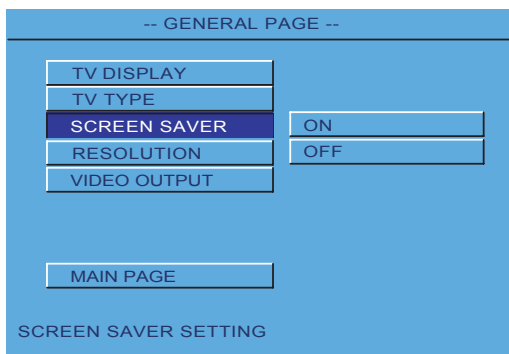 -- GENERAL PAGE --
TV DISPLAY
TV TYPE
SCREEN SAVER ON
RESOLUTION OFF
VIDEO OUTPUT
MAIN PAGE
SCREEN SAVER SETTING